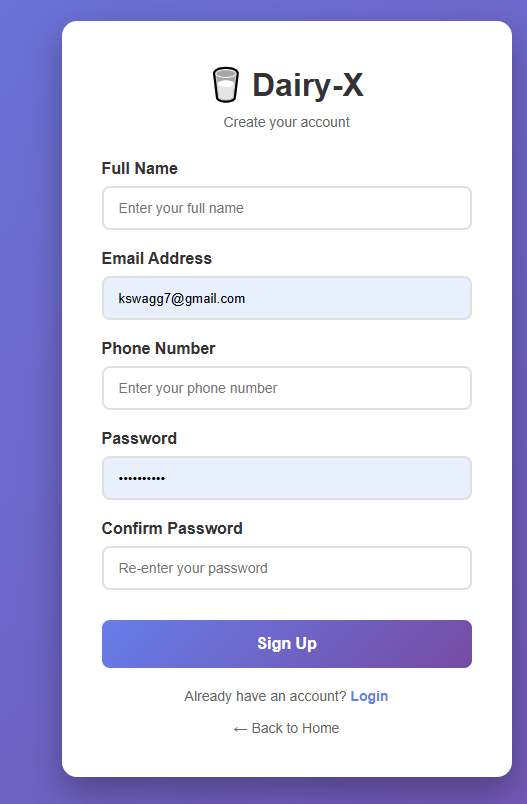 Dairy-X
Create your account
Full Name
Enter your full name
Email Address
kswagg7@gmail.com
Phone Number
Enter your phone number
Password
••••••••••
Confirm Password
Re-enter your password
Sign Up
Already have an account? Login
← Back to Home